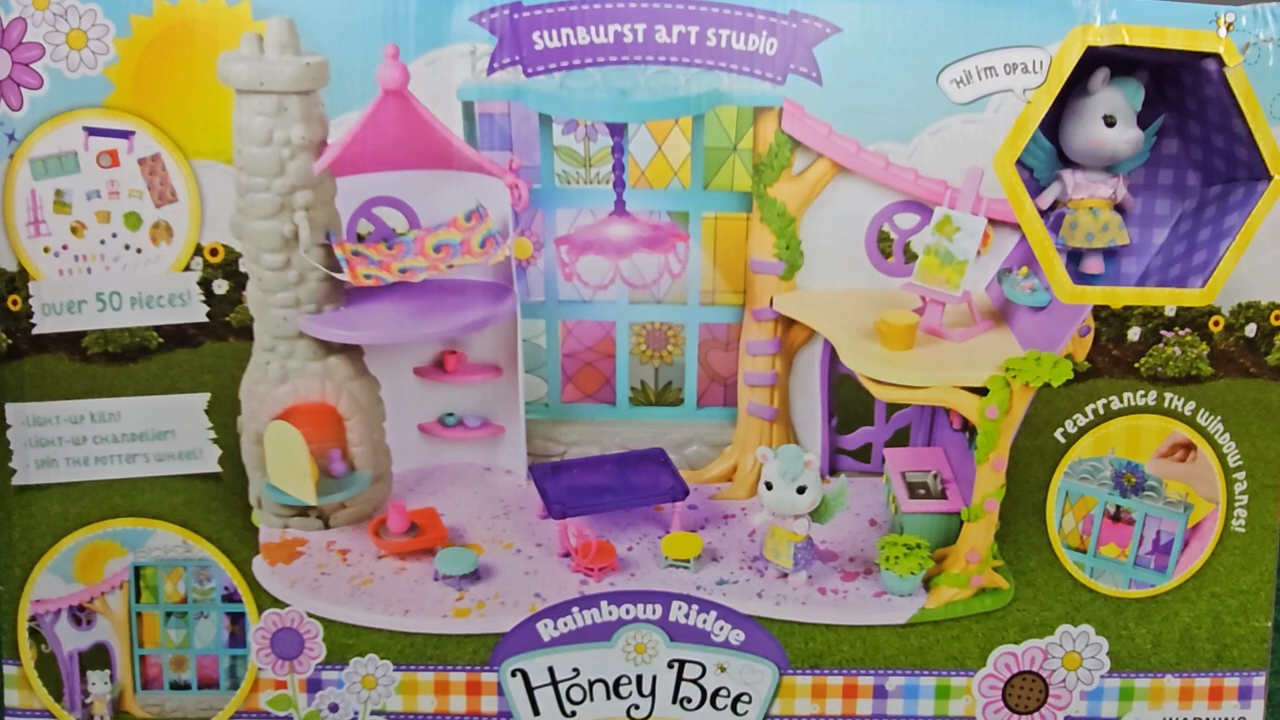 sunburst art studio
"Hi! I'm Opal!
over 50 pieces!
• Light-up kiln!
• Light-up chandelier!
• Spin the potter's wheel!
rearrange the window panes!
Rainbow Ridge
Honey Bee
WARNING